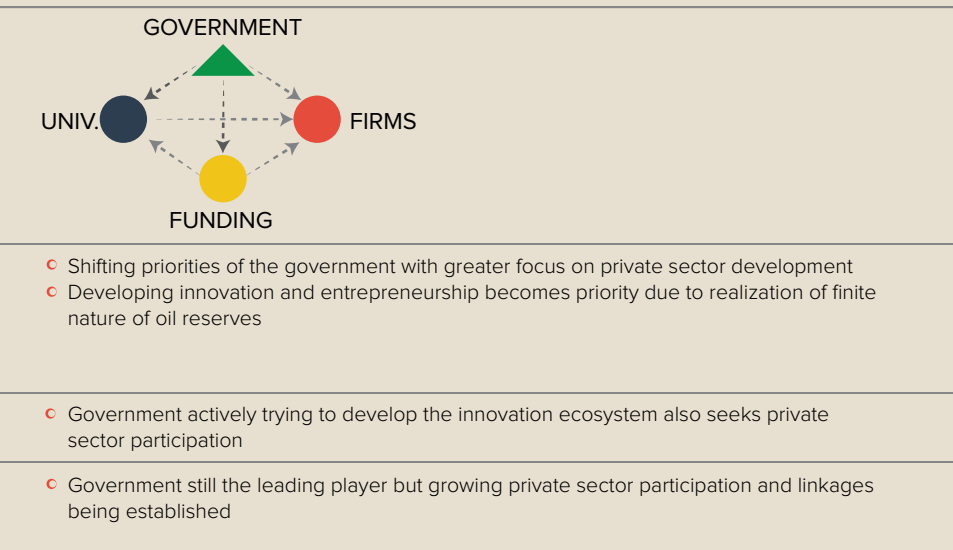 GOVERNMENT
UNIV.
FIRMS
FUNDING
Shifting priorities of the government with greater focus on private sector development
Developing innovation and entrepreneurship becomes priority due to realization of finite
nature of oil reserves
Government actively trying to develop the innovation ecosystem also seeks private
sector participation
Government still the leading player but growing private sector participation and linkages
being established